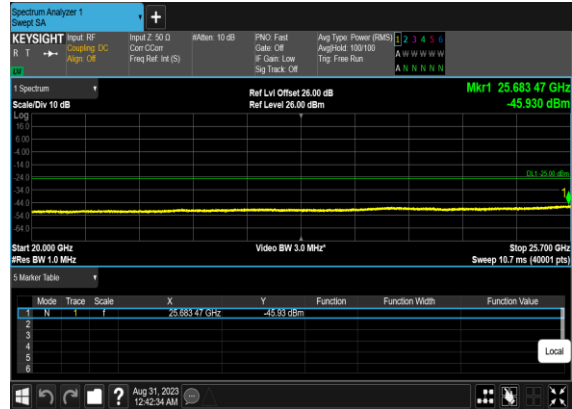 Spectrum Analyzer 1
Swept SA
+
KEYSIGHT Input: RF Input Z: 50 Ω #Atten: 10 dB PNO: Fast Avg Type: Power (RMS) 1 2 3 4 5 6
R T Coupling: DC Corr CCorr Gate: Off Avg|Hold: 100/100 A W W W W W
Align: Off Freq Ref: Int (S) IF Gain: Low Trig: Free Run
Sig Track: Off A N N N N N
1 Spectrum Ref Lvl Offset 26.00 dB Mkr1 25.683 47 GHz
Scale/Div 10 dB Ref Level 26.00 dBm -45.930 dBm
Log
16.0
6.00
-4.00
-14.0
-24.0 DL1 -25.00 dBm
-34.0 1
-44.0
-54.0
-64.0
Start 20.000 GHz Video BW 3.0 MHz* Stop 25.700 GHz
#Res BW 1.0 MHz Sweep 10.7 ms (40001 pts)
5 Marker Table
Mode Trace Scale X Y Function Function Width Function Value
1 N 1 f 25.683 47 GHz -45.93 dBm
2
3
4
5
6
Local
? Aug 31, 2023
12:42:34 AM